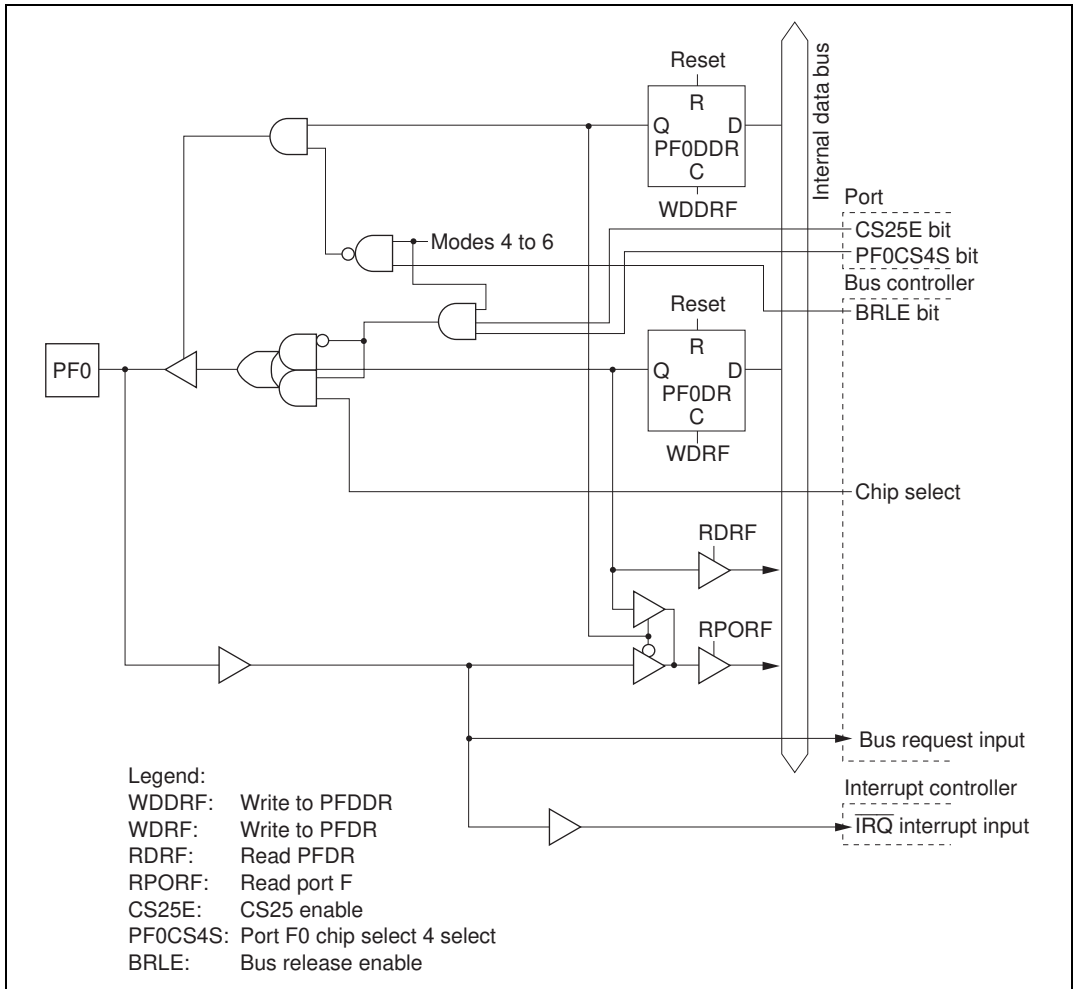 Reset
R
Q D
PF0DDR
C
WDDRF
Internal data bus
Port
CS25E bit
PF0CS4S bit
Bus controller
BRLE bit
Modes 4 to 6
Reset
R
Q D
PF0DR
C
WDRF
PF0
Chip select
RDRF
RPORF
Bus request input
Interrupt controller
IRQ interrupt input
Legend:
WDDRF: Write to PFDDR
WDRF: Write to PFDR
RDRF: Read PFDR
RPORF: Read port F
CS25E: CS25 enable
PF0CS4S: Port F0 chip select 4 select
BRLE: Bus release enable